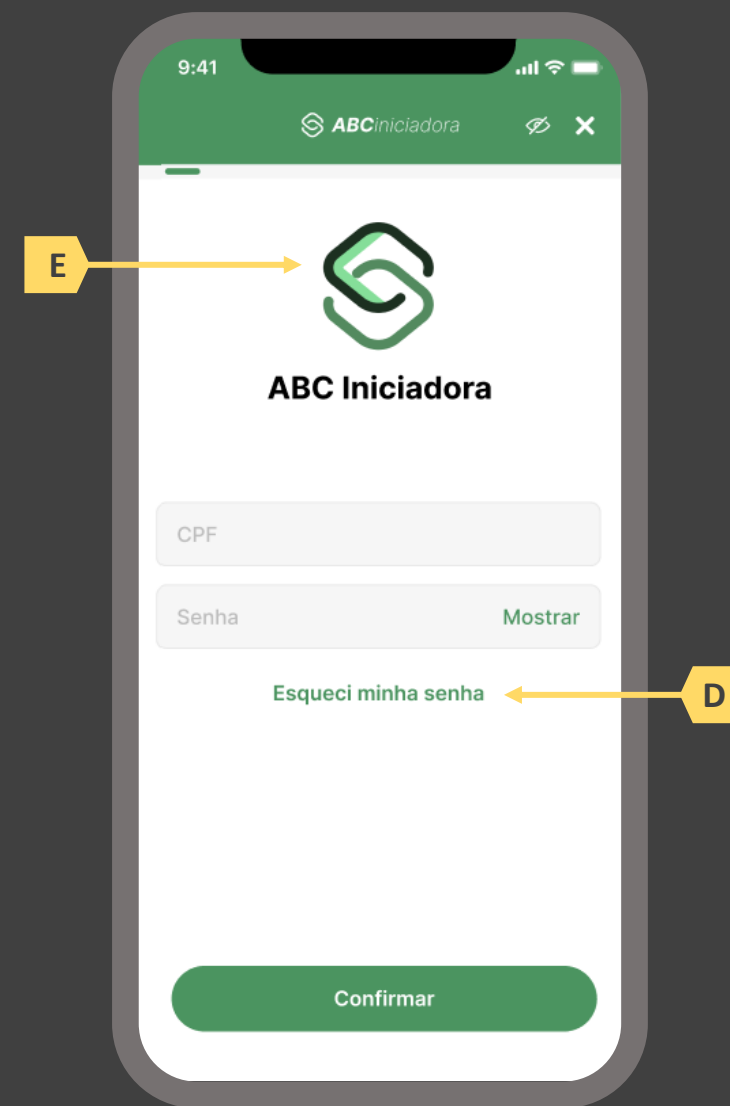 9:41
ABCiniciadora
E
ABC Iniciadora
CPF
Senha
Mostrar
Esqueci minha senha
D
Confirmar